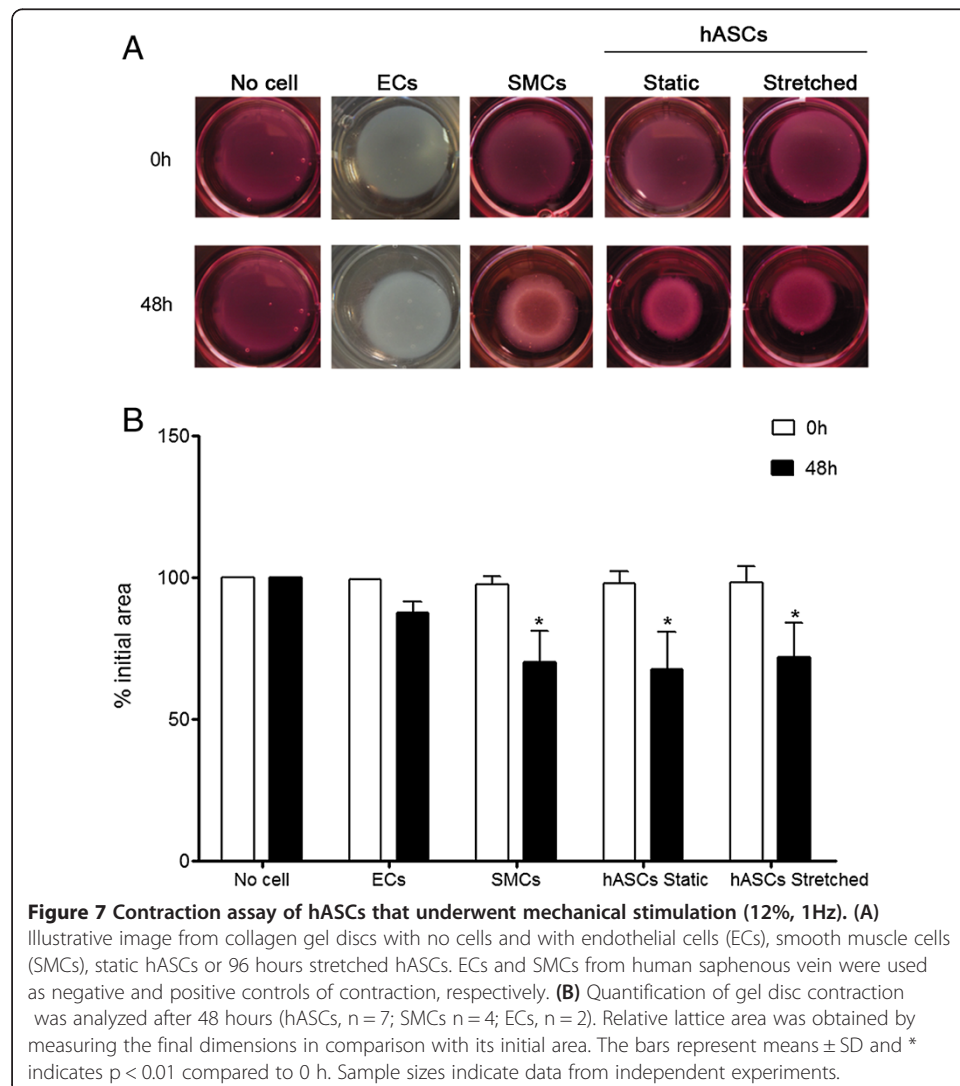 A
hASCs
No cell ECs SMCs Static Stretched
0h
48h
B
150
100
50
0
% initial area
0h
48h
* * *
No cell ECs SMCs hASCs Static hASCs Stretched
Figure 7 Contraction assay of hASCs that underwent mechanical stimulation (12%, 1Hz). (A)
Illustrative image from collagen gel discs with no cells and with endothelial cells (ECs), smooth muscle cells
(SMCs), static hASCs or 96 hours stretched hASCs. ECs and SMCs from human saphenous vein were used
as negative and positive controls of contraction, respectively. (B) Quantification of gel disc contraction
was analyzed after 48 hours (hASCs, n = 7; SMCs n = 4; ECs, n = 2). Relative lattice area was obtained by
measuring the final dimensions in comparison with its initial area. The bars represent means ± SD and *
indicates p < 0.01 compared to 0 h. Sample sizes indicate data from independent experiments.